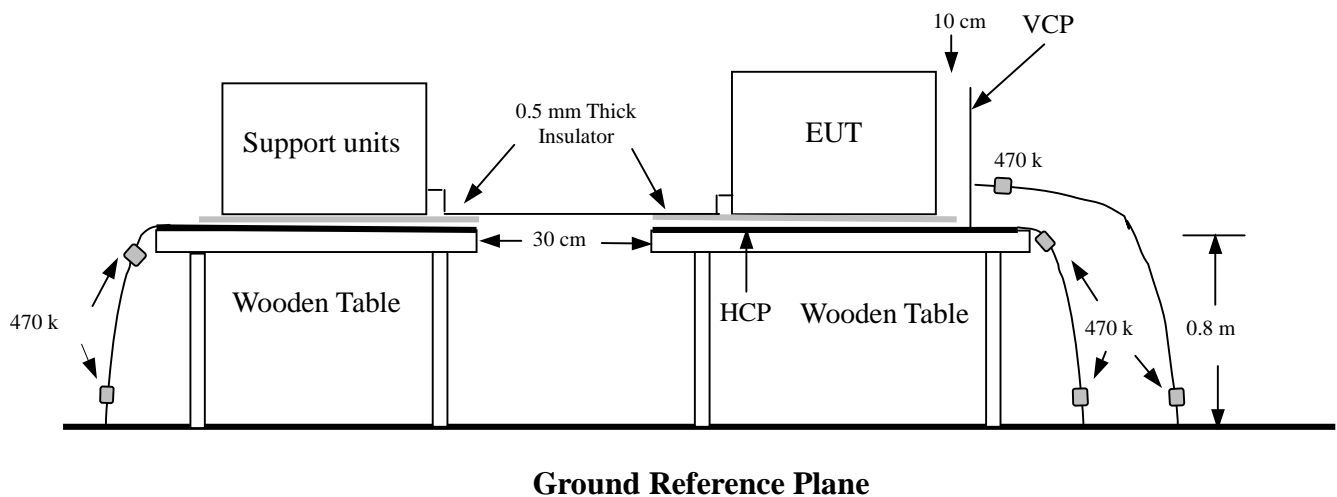 10 cm
VCP
0.5 mm Thick
Insulator
Support units
EUT
470 k
30 cm
Wooden Table
HCP
Wooden Table
470 k
470 k
0.8 m
Ground Reference Plane